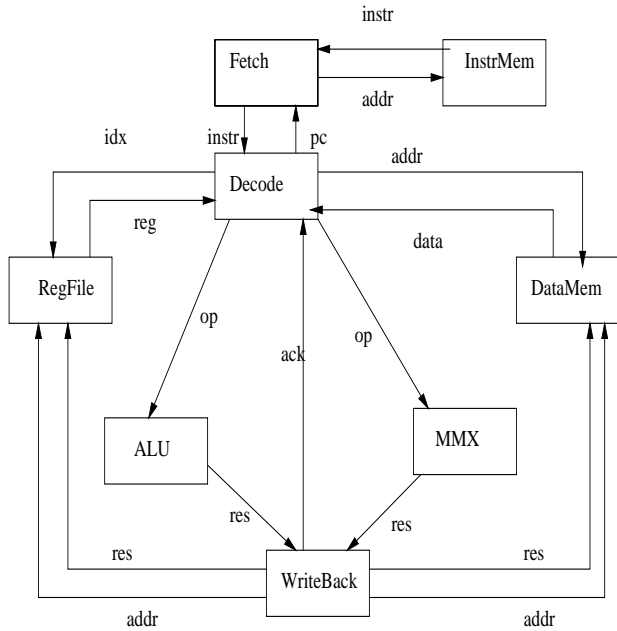 instr
Fetch
InstrMem
addr
idx
instr
pc
addr
Decode
reg
data
RegFile
DataMem
op
op
ack
ALU
MMX
res
res
res
res
WriteBack
addr
addr